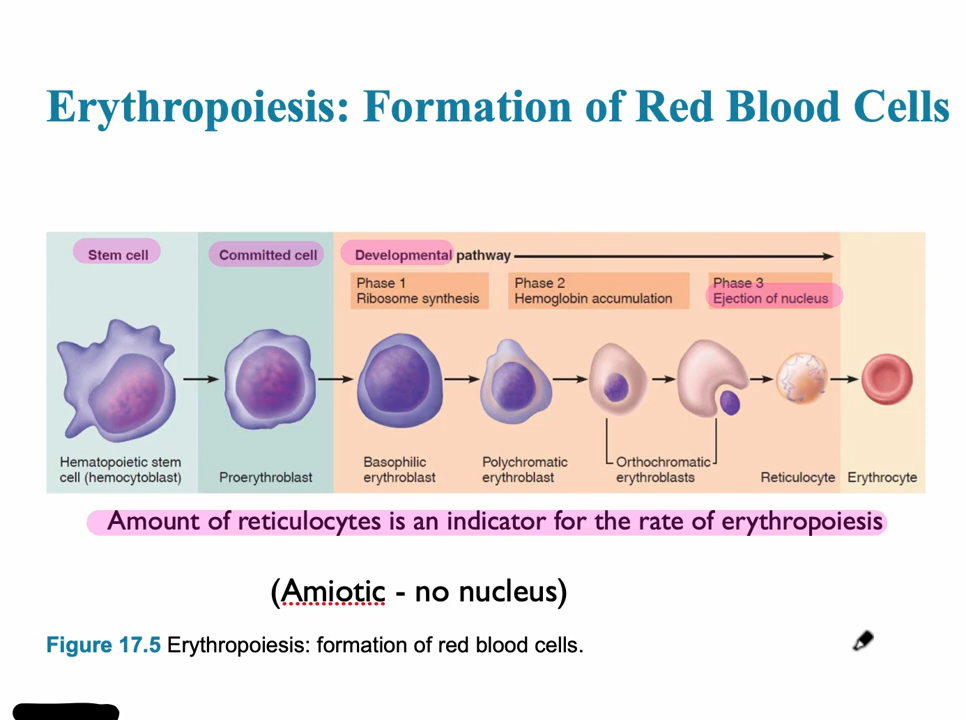 Erythropoiesis: Formation of Red Blood Cells
Stem cell
Committed cell
Developmental pathway
Phase 1
Ribosome synthesis
Phase 2
Hemoglobin accumulation
Phase 3
Ejection of nucleus
Hematopoietic stem
cell (hemocytoblast)
Proerythroblast
Basophilic
erythroblast
Polychromatic
erythroblast
Orthochromatic
erythroblasts
Reticulocyte
Erythrocyte
Amount of reticulocytes is an indicator for the rate of erythropoiesis
(Amiotic - no nucleus)
Figure 17.5 Erythropoiesis: formation of red blood cells.